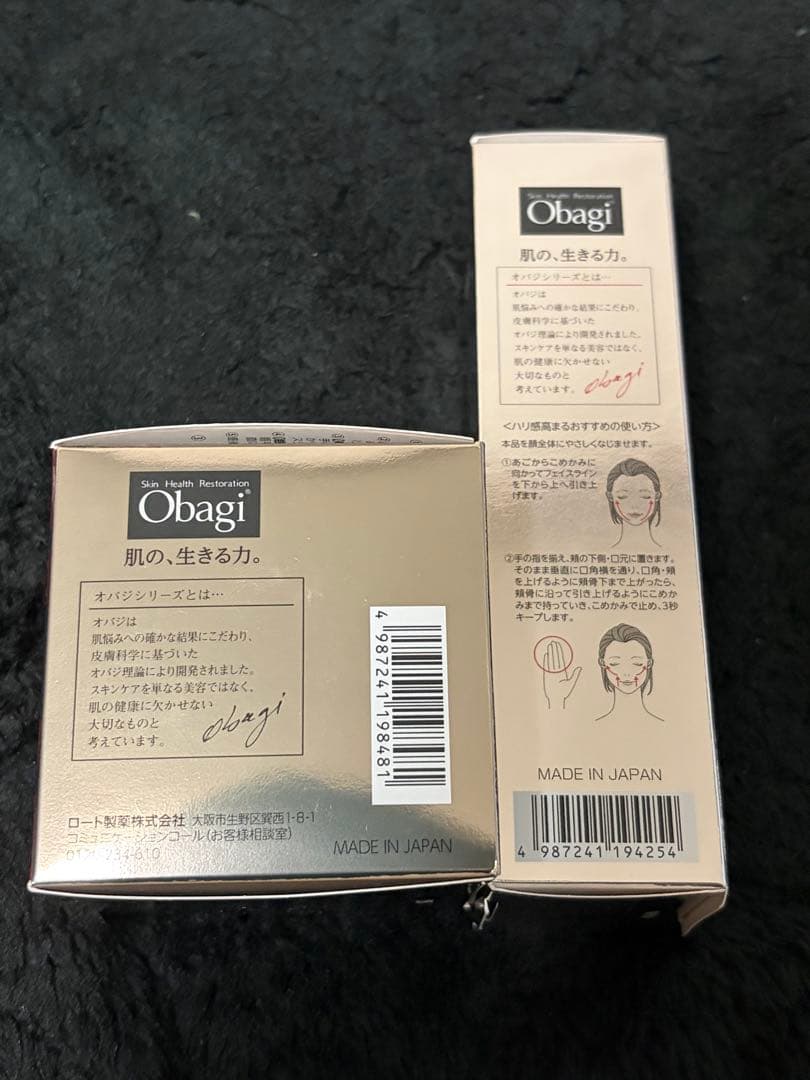 Skin Health Restoration
Obagi®
肌の、生きる力。
オバジシリーズとは…
オバジは
肌悩みへの確かな結果にこだわり、
皮膚科学に基づいた
オバジ理論により開発されました。
スキンケアを単なる美容ではなく、
肌の健康に欠かせない
大切なものと
考えています。
Obagi
4 987241 198481
ロート製薬株式会社 大阪市生野区巽西1-8-1
コミュニケーションコール(お客様相談室)
MADE IN JAPAN
Skin Health Restoration
Obagi
肌の、生きる力。
オバジシリーズとは…
オバジは
肌悩みへの確かな結果にこだわり、
皮膚科学に基づいた
オバジ理論により開発されました。
スキンケアを単なる美容ではなく、
肌の健康に欠かせない
大切なものと
考えています。
Obagi
<ハリ感高まるおすすめの使い方>
本品を顔全体にやさしくなじませます。
①あごからこめかみに
向かってフェイスライン
を下から上へ引き上
げます。
②手の指を揃え、頬の下側・口元に置きます。
そのまま垂直に口角横を通り、口角・頬
を上げるように頬骨下まで上がったら、
頬骨に沿って引き上げるようにこめか
みまで持っていき、こめかみで止め、3秒
キープします。
MADE IN JAPAN
4 987241 194254